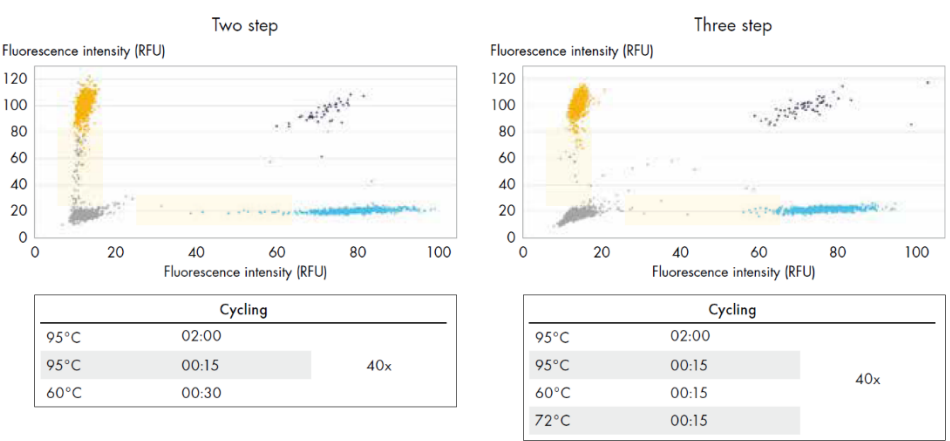 Two step
Fluorescence intensity (RFU)
120
100
80
60
40
20
0
0 20 40 60 80 100
Fluorescence intensity (RFU)
Cycling
95°C 02:00
95°C 00:15 40x
60°C 00:30
Three step
Fluorescence intensity (RFU)
120
100
80
60
40
20
0
0 20 40 60 80 100
Fluorescence intensity (RFU)
Cycling
95°C 02:00
95°C 00:15
40x
60°C 00:15
72°C 00:15